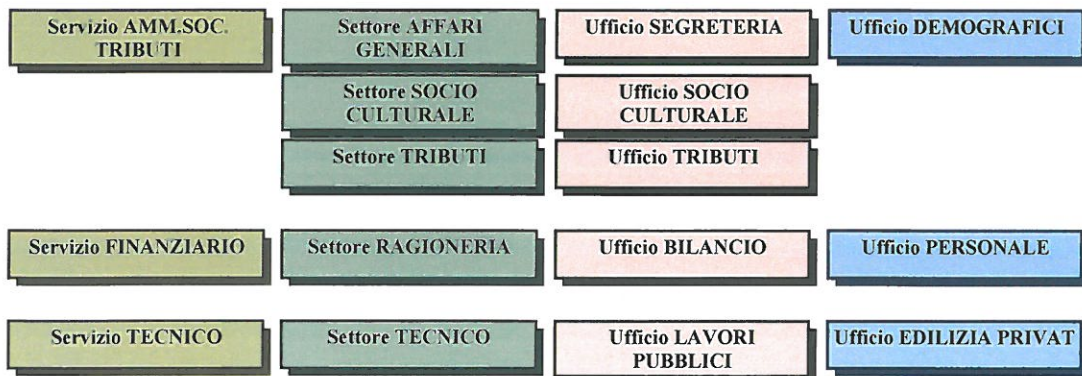 Servizio AMM.SOC.
TRIBUTI
Settore AFFARI
GENERALI
Ufficio SEGRETERIA
Ufficio DEMOGRAFICI
Settore SOCIO
CULTURALE
Ufficio SOCIO
CULTURALE
Settore TRIBUTI
Ufficio TRIBUTI
Servizio FINANZIARIO
Settore RAGIONERIA
Ufficio BILANCIO
Ufficio PERSONALE
Servizio TECNICO
Settore TECNICO
Ufficio LAVORI
PUBBLICI
Ufficio EDILIZIA PRIVAT